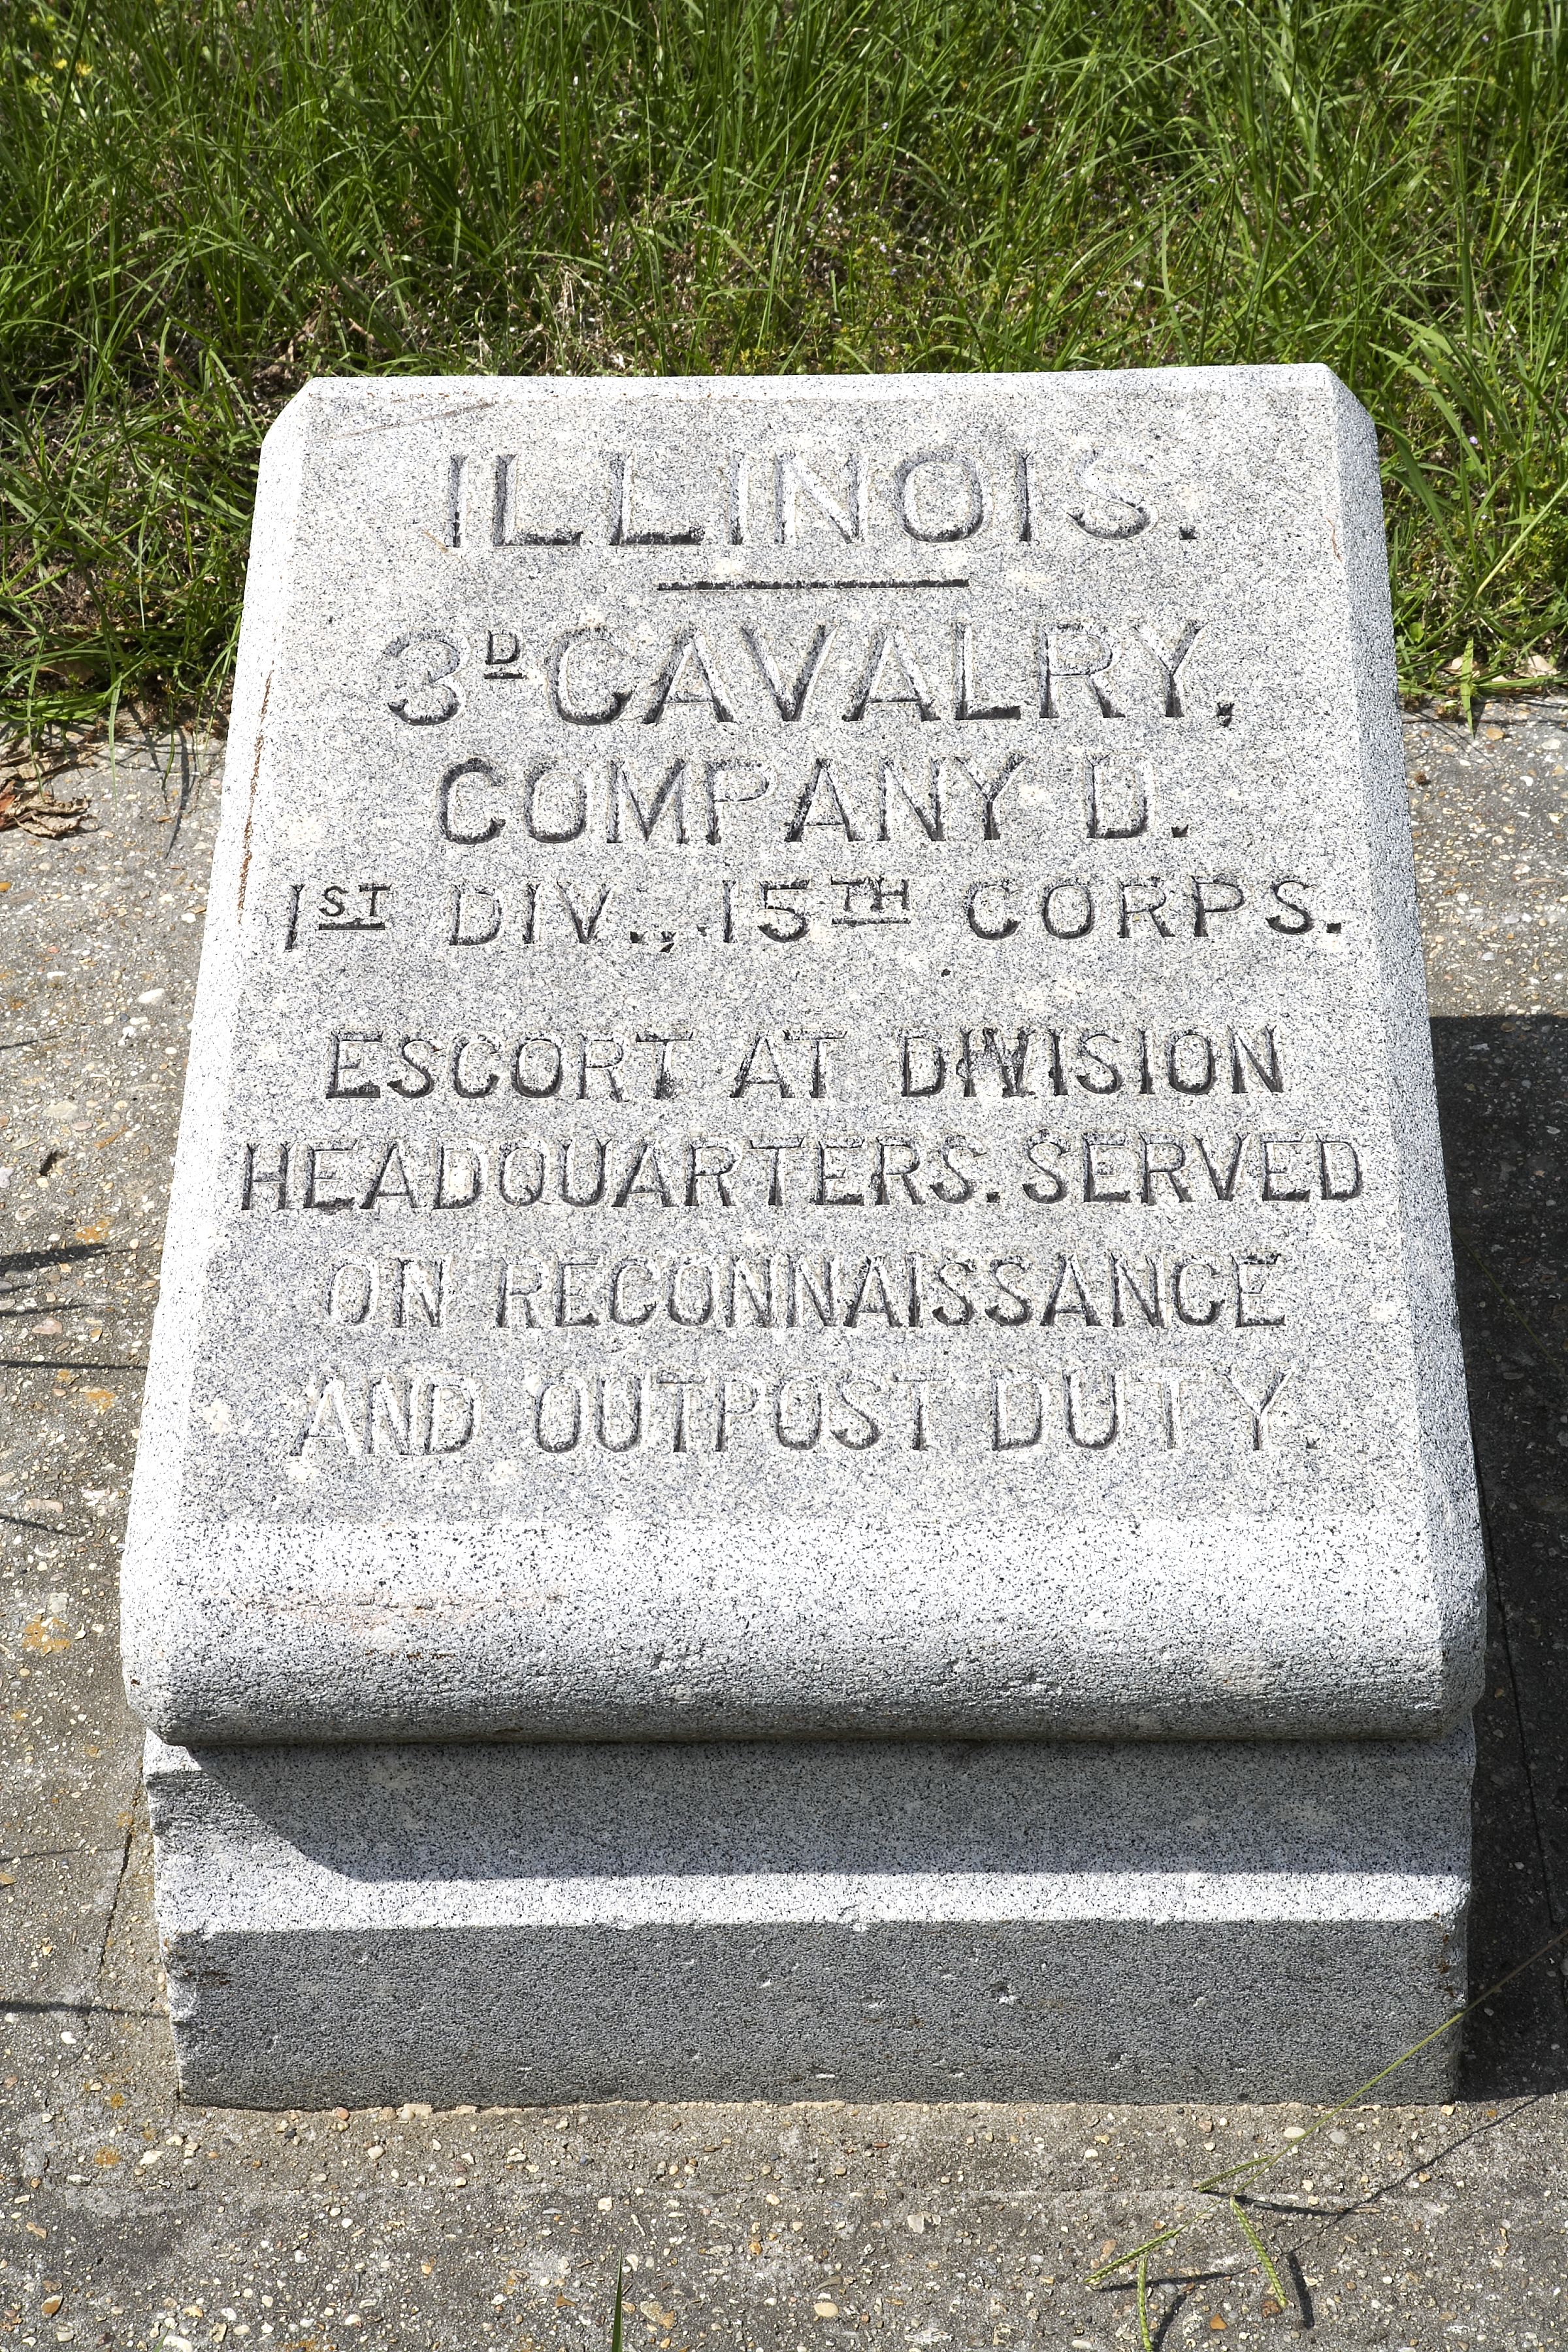 ILLINOIS.
3D CAVALRY,
COMPANY D.
1ST DIV., 15TH CORPS.
ESCORT AT DIVISION
HEADQUARTERS. SERVED
ON RECONNAISSANCE
AND OUTPOST DUTY.